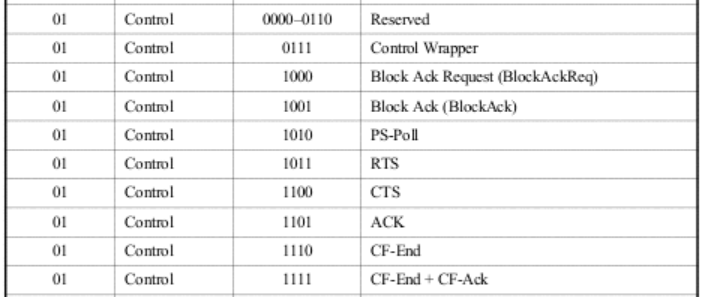 01 Control 0000–0110 Reserved
01 Control 0111 Control Wrapper
01 Control 1000 Block Ack Request (BlockAckReq)
01 Control 1001 Block Ack (BlockAck)
01 Control 1010 PS-Poll
01 Control 1011 RTS
01 Control 1100 CTS
01 Control 1101 ACK
01 Control 1110 CF-End
01 Control 1111 CF-End + CF-Ack